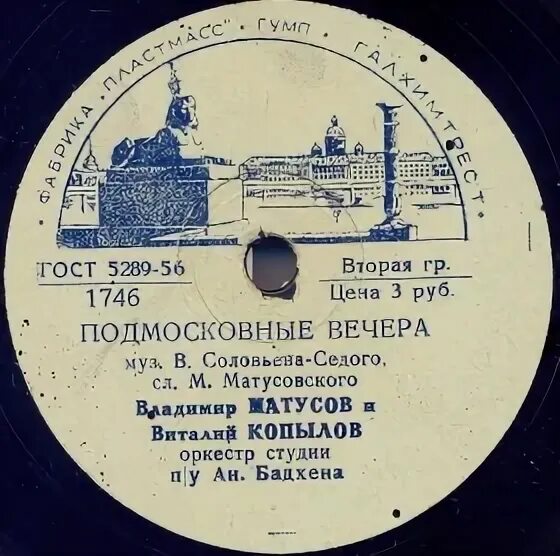 ФАБРИКА „ПЛАСТМАСС" ГУМП • ГАЛХИМТРЕСТ •
ГОСТ 5289-56
1746
Вторая гр.
Цена 3 руб.
ПОДМОСКОВНЫЕ ВЕЧЕРА
муз. В. Соловьева-Седого,
сл. М. Матусовского
Владимир МАТУСОВ и
Виталий КОПЫЛОВ
оркестр студии
п/у Ан. Бадхена